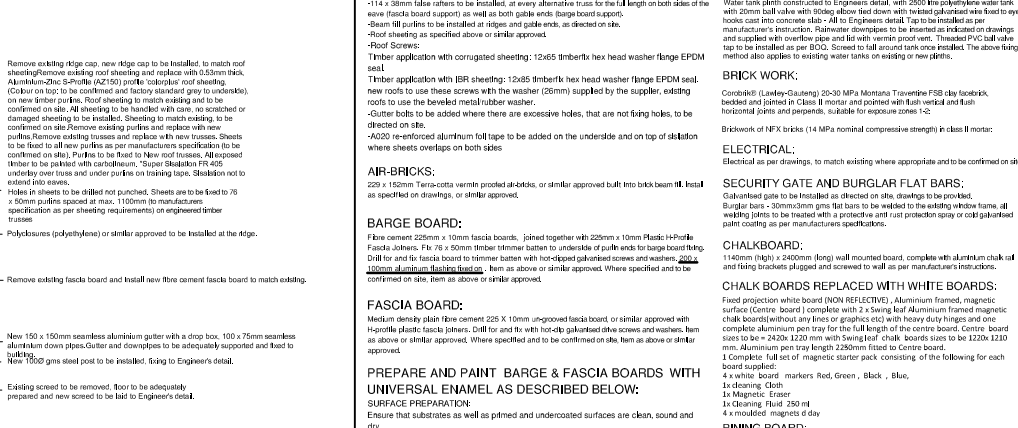 Remove existing ridge cap, new ridge cap to be installed, to match roof
sheetingRemove existing roof sheeting and replace with 0.53mm thick,
Aluminium-Zinc S-Profile (AZ150) profile 'colorplus' roof sheeting,
(Colour on top; to be confirmed and factory standard grey to underside),
on new timber purlins. Roof sheeting to match existing and to be
confirmed on site. All sheeting to be handled with care, no scratched or
damaged sheeting to be installed. Sheeting to match existing, to be
confirmed on site.Remove existing purlins and replace with new
purlins,Remove existing trusses and replace with new trusses. Sheets
to be fixed to all new purlins as per manufacturers specification (to be
confirmed on site), Purlins to be fixed to New roof trusses, All exposed
timber to be painted with carbolineum, "Super Sisalation FR 405
underlay over truss and under purlins on training tape. Sisalation not to
extend into eaves.
Holes in sheets to be drilled not punched, Sheets are to be fixed to 76
x 50mm purlins spaced at max. 1100mm (to manufacturers
specification as per sheeting requirements) on engineered timber
trusses
Polyclosures (polyethylene) or similar approved to be installed at the ridge.
Remove existing fascia board and install new fibre cement fascia board to match existing.
New 150 x 150mm seamless aluminium gutter with a drop box, 100 x 75mm seamless
aluminium down pipes.Gutter and downpipes to be adequately supported and fixed to
building.
New 100Ø gms steel post to be installed, fixing to Engineer's detail.
Existing screed to be removed, floor to be adequately
prepared and new screed to be laid to Engineer's detail.
-114 x 38mm false rafters to be installed, at every alternative truss for the full length on both sides of the
eave (fascia board support) as well as both gable ends (barge board support).
-Beam fill purlins to be installed at ridges and gable ends, as directed on site.
-Roof sheeting as specified above or similar approved.
-Roof Screws:
Timber application with corrugated sheeting: 12x65 timberfix hex head washer flange EPDM
seal.
Timber application with IBR sheeting: 12x85 timberfix hex head washer flange EPDM seal.
new roofs to use these screws with the washer (26mm) supplied by the supplier, existing
roofs to use the beveled metal/rubber washer.
-Gutter bolts to be added where there are excessive holes, that are not fixing holes, to be
directed on site.
-A020 re-enforced aluminum foil tape to be added on the underside and on top of sislation
where sheets overlaps on both sides
AIR-BRICKS:
229 x 152mm Terra-cotta vermin proofed air-bricks, or similar approved built into brick beam fill. Install
as specified on drawings, or similar approved.
BARGE BOARD:
Fibre cement 225mm x 10mm fascia boards, joined together with 225mm x 10mm Plastic H-Profile
Fascia Joiners. Fix 76 x 50mm timber trimmer batten to underside of purlin ends for barge board fixing.
Drill for and fix fascia board to trimmer batten with hot-dipped galvanised screws and washers. 200 x
100mm aluminum flashing fixed on . Item as above or similar approved. Where specified and to be
confirmed on site, item as above or similar approved.
FASCIA BOARD:
Medium density plain fibre cement 225 X 10mm un-grooved fascia board, or similar approved with
H-profile plastic fascia joiners. Drill for and fix with hot-dip galvanised drive screws and washers. Item
as above or similar approved. Where specified and to be confirmed on site, item as above or similar
approved.
PREPARE AND PAINT BARGE & FASCIA BOARDS WITH
UNIVERSAL ENAMEL AS DESCRIBED BELOW:
SURFACE PREPARATION:
Ensure that substrates as well as primed and undercoated surfaces are clean, sound and
dry.
Water tank plinth constructed to Engineers detail, with 2500 litre polyethylene water tank
with 20mm ball valve with 90deg elbow tied down with twisted galvanised wire fixed to eye
hooks cast into concrete slab - All to Engineers detail. Tap to be installed as per
manufacturer's instruction. Rainwater downpipes to be inserted as indicated on drawings
and supplied with overflow pipe and lid with vermin proof vent. Threaded PVC ball valve
tap to be installed as per BOQ. Screed to fall around tank once installed. The above fixing
method also applies to existing water tanks on existing or new plinths.
BRICK WORK:
Corobrik® (Lawley-Gauteng) 20-30 MPa Montana Traventine FSB clay facebrick,
bedded and jointed in Class II mortar and pointed with flush vertical and flush
horizontal joints and perpends, suitable for exposure zones 1-2:
Brickwork of NFX bricks (14 MPa nominal compressive strength) in class II mortar:
ELECTRICAL:
Electrical as per drawings, to match existing where appropriate and to be confirmed on site
SECURITY GATE AND BURGLAR FLAT BARS:
Galvanised gate to be installed as directed on site, drawings to be provided.
Burglar bars - 30mmx3mm gms flat bars to be welded to the existing window frame, all
welding joints to be treated with a protective anti rust protection spray or cold galvanised
paint coating as per manufacturers specifications.
CHALKBOARD:
1140mm (high) x 2400mm (long) wall mounted board, complete with aluminium chalk rail
and fixing brackets plugged and screwed to wall as per manufacturer's instructions.
CHALK BOARDS REPLACED WITH WHITE BOARDS:
Fixed projection white board (NON REFLECTIVE) , Aluminium framed, magnetic
surface (Centre board ) complete with 2 x Swing leaf Aluminium framed magnetic
chalk boards(without any lines or graphics etc) with heavy duty hinges and one
complete aluminium pen tray for the full length of the centre board. Centre board
sizes to be = 2420x 1220 mm with Swing leaf chalk boards sizes to be 1220x 1210
mm. Aluminium pen tray length 2250mm fitted to Centre board.
1 Complete full set of magnetic starter pack consisting of the following for each
board supplied:
4 x white board markers Red, Green , Black , Blue,
1x cleaning Cloth
1x Magnetic Eraser
1x Cleaning Fluid 250 ml
4 x moulded magnets d day